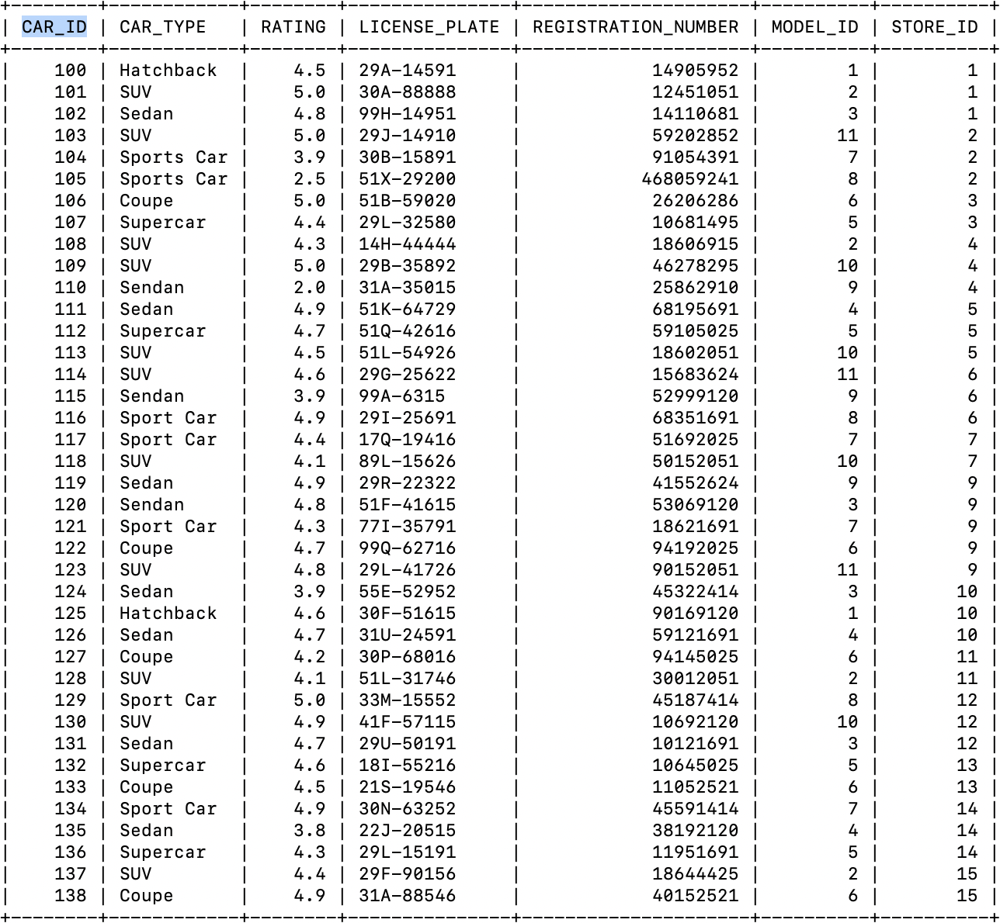 | CAR_ID | CAR_TYPE | RATING | LICENSE_PLATE | REGISTRATION_NUMBER | MODEL_ID | STORE_ID |
| 100 | Hatchback | 4.5 | 29A-14591 | 14905952 | 1 | 1 |
| 101 | SUV | 5.0 | 30A-88888 | 12451051 | 2 | 1 |
| 102 | Sedan | 4.8 | 99H-14951 | 14110681 | 3 | 1 |
| 103 | SUV | 5.0 | 29J-14910 | 59202852 | 11 | 2 |
| 104 | Sports Car | 3.9 | 30B-15891 | 91054391 | 7 | 2 |
| 105 | Sports Car | 2.5 | 51X-29200 | 468059241 | 8 | 2 |
| 106 | Coupe | 5.0 | 51B-59020 | 26206286 | 6 | 3 |
| 107 | Supercar | 4.4 | 29L-32580 | 10681495 | 5 | 3 |
| 108 | SUV | 4.3 | 14H-44444 | 18606915 | 2 | 4 |
| 109 | SUV | 5.0 | 29B-35892 | 46278295 | 10 | 4 |
| 110 | Sendan | 2.0 | 31A-35015 | 25862910 | 9 | 4 |
| 111 | Sedan | 4.9 | 51K-64729 | 68195691 | 4 | 5 |
| 112 | Supercar | 4.7 | 51Q-42616 | 59105025 | 5 | 5 |
| 113 | SUV | 4.5 | 51L-54926 | 18602051 | 10 | 5 |
| 114 | SUV | 4.6 | 29G-25622 | 15683624 | 11 | 6 |
| 115 | Sendan | 3.9 | 99A-6315 | 52999120 | 9 | 6 |
| 116 | Sport Car | 4.9 | 29I-25691 | 68351691 | 8 | 6 |
| 117 | Sport Car | 4.4 | 17Q-19416 | 51692025 | 7 | 7 |
| 118 | SUV | 4.1 | 89L-15626 | 50152051 | 10 | 7 |
| 119 | Sedan | 4.9 | 29R-22322 | 41552624 | 9 | 9 |
| 120 | Sendan | 4.8 | 51F-41615 | 53069120 | 3 | 9 |
| 121 | Sport Car | 4.3 | 77I-35791 | 18621691 | 7 | 9 |
| 122 | Coupe | 4.7 | 99Q-62716 | 94192025 | 6 | 9 |
| 123 | SUV | 4.8 | 29L-41726 | 90152051 | 11 | 9 |
| 124 | Sedan | 3.9 | 55E-52952 | 45322414 | 3 | 10 |
| 125 | Hatchback | 4.6 | 30F-51615 | 90169120 | 1 | 10 |
| 126 | Sedan | 4.7 | 31U-24591 | 59121691 | 4 | 10 |
| 127 | Coupe | 4.2 | 30P-68016 | 94145025 | 6 | 11 |
| 128 | SUV | 4.1 | 51L-31746 | 30012051 | 2 | 11 |
| 129 | Sport Car | 5.0 | 33M-15552 | 45187414 | 8 | 12 |
| 130 | SUV | 4.9 | 41F-57115 | 10692120 | 10 | 12 |
| 131 | Sedan | 4.7 | 29U-50191 | 10121691 | 3 | 12 |
| 132 | Supercar | 4.6 | 18I-55216 | 10645025 | 5 | 13 |
| 133 | Coupe | 4.5 | 21S-19546 | 11052521 | 6 | 13 |
| 134 | Sport Car | 4.9 | 30N-63252 | 45591414 | 7 | 14 |
| 135 | Sedan | 3.8 | 22J-20515 | 38192120 | 4 | 14 |
| 136 | Supercar | 4.3 | 29L-15191 | 11951691 | 5 | 14 |
| 137 | SUV | 4.4 | 29F-90156 | 18644425 | 2 | 15 |
| 138 | Coupe | 4.9 | 31A-88546 | 40152521 | 6 | 15 |